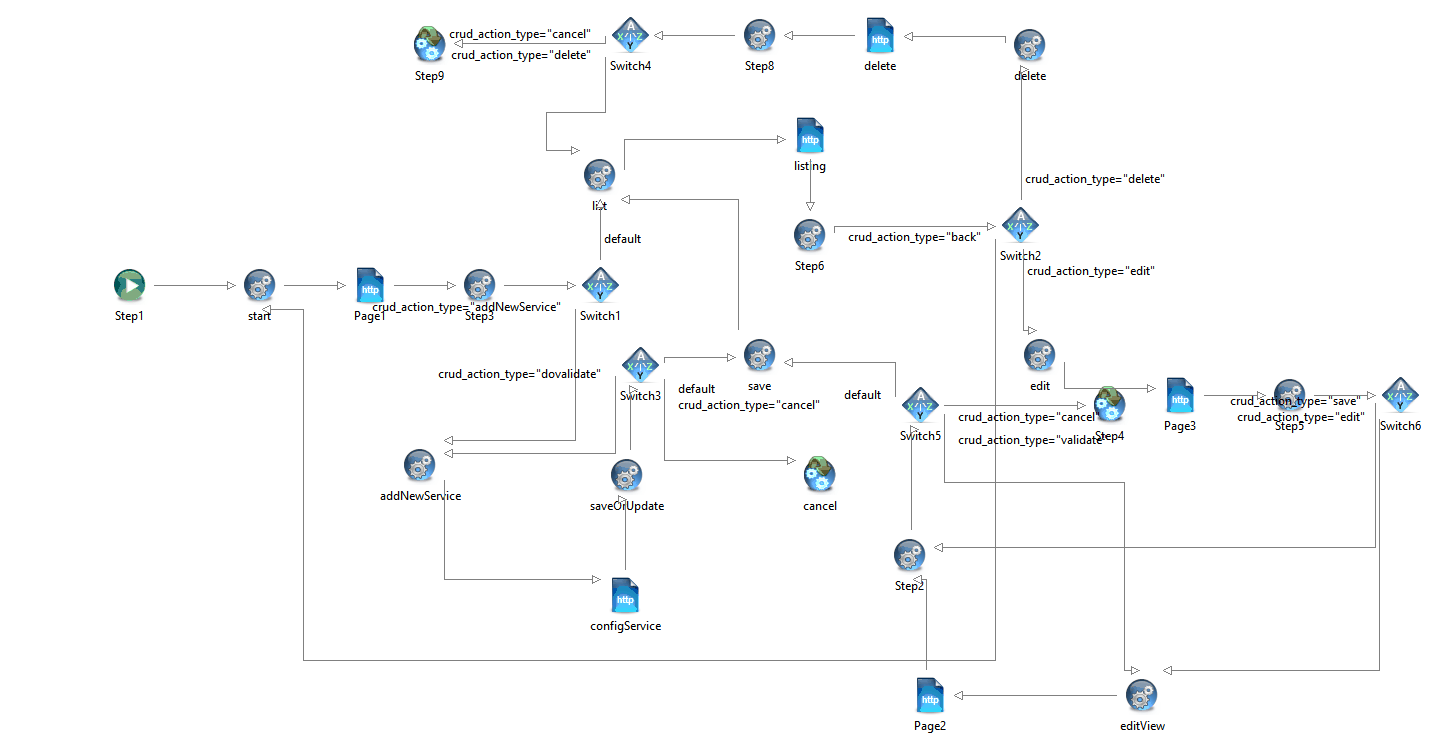 crud_action_type="cancel"
crud_action_type="delete"
Step9
A
X Z
Y
Switch4
Step8
http
delete
delete
http
listing
list
crud_action_type="delete"
default
Step6
crud_action_type="back"
A
X Z
Y
Switch2
crud_action_type="edit"
Step1
start
http
Page1
crud_action_type="addNewService"
Step3
A
X Z
Y
Switch1
crud_action_type="dovalidate"
A
X Z
Y
Switch3
save
default
crud_action_type="cancel"
default
edit
A
X Z
Y
Switch5
crud_action_type="cancel
crud_action_type="validate"
Step4
http
Page3
crud_action_type="save"
crud_action_type="edit"
Step5
A
X Z
Y
Switch6
addNewService
saveOrUpdate
cancel
Step2
http
configService
http
Page2
editView